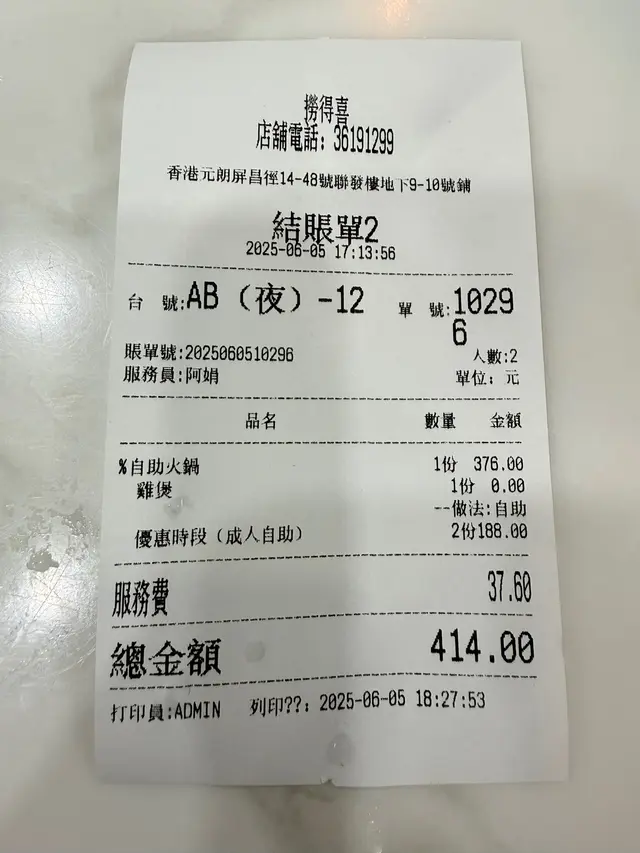 撈得喜
店舖電話：36191299
香港元朗屏昌徑14-48號聯發樓地下9-10號鋪
結賬單2
2025-06-05 17:13:56
台 號:AB（夜）-12 單 號:10296
賬單號:2025060510296 人數:2
服務員:阿娟 單位：元
品名 數量 金額
%自助火鍋 1份 376.00
雞煲 1份 0.00
--做法:自助
優惠時段（成人自助） 2份188.00
服務費 37.60
總金額 414.00
打印員:ADMIN 列印??：2025-06-05 18:27:53